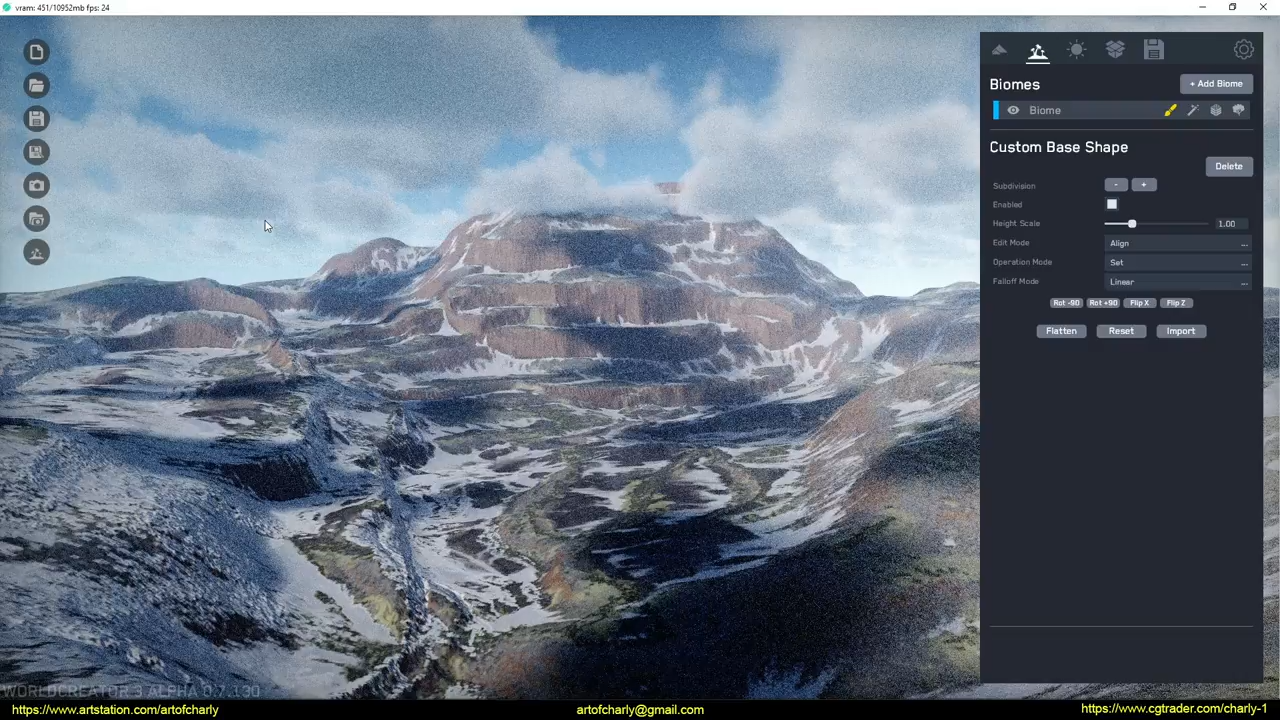 vram: 451/10952mb fps: 24
Biomes
+ Add Biome
Biome
Custom Base Shape
Delete
Subdivision - +
Enabled
Height Scale 1.00
Edit Mode Align ...
Operation Mode Set ...
Falloff Mode Linear ...
Rot -90 Rot +90 Flip X Flip Z
Flatten Reset Import
WORLDCREATOR 3 ALPHA 0.7.130
https://www.artstation.com/artofcharly artofcharly@gmail.com https://www.cgtrader.com/charly-1